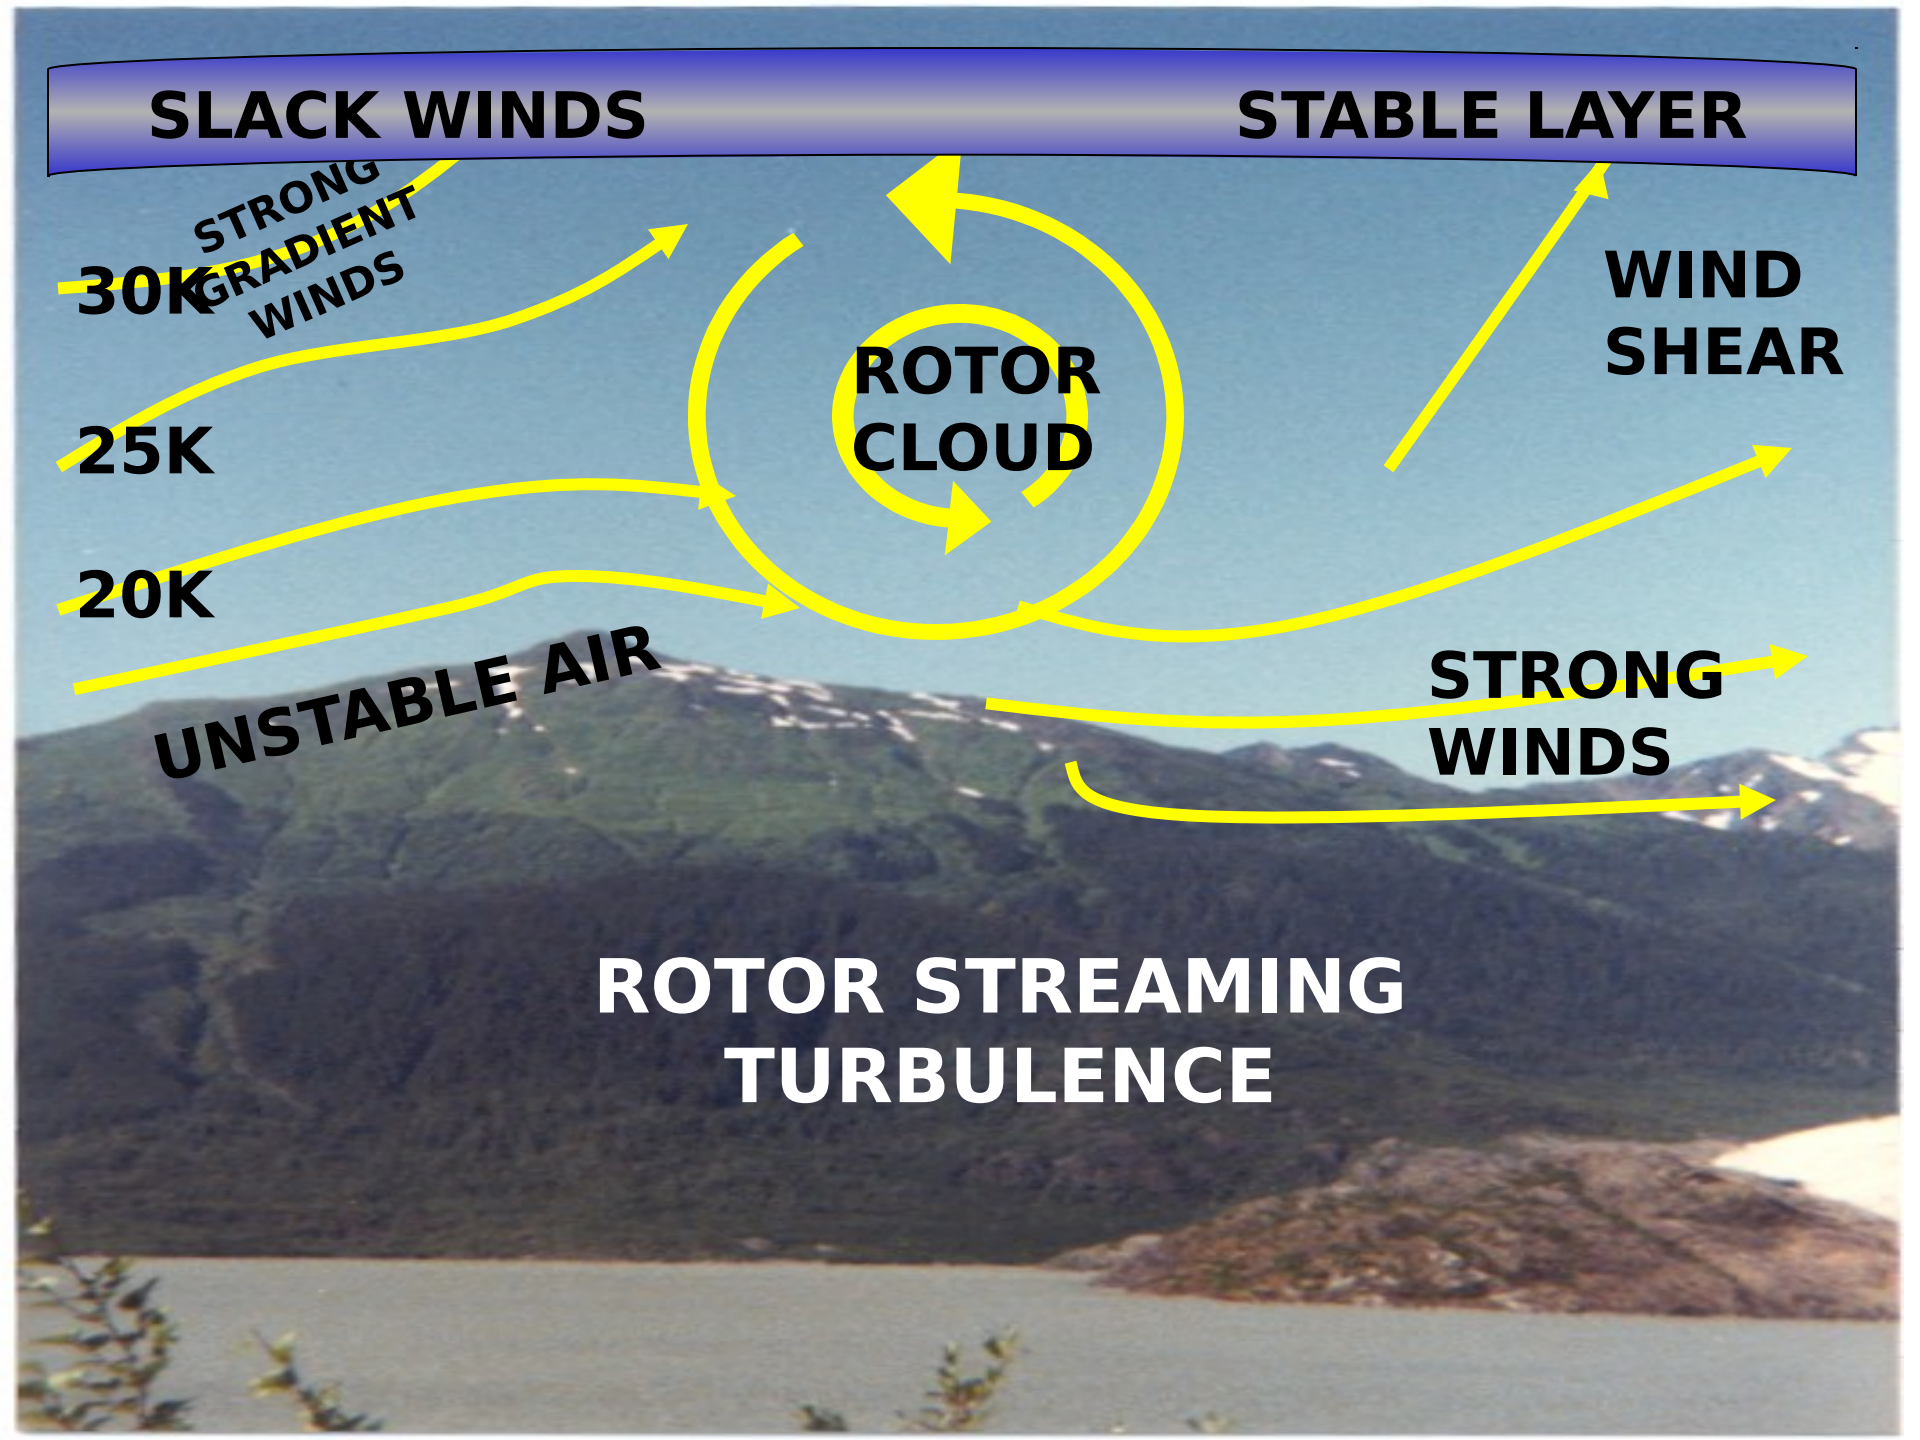 SLACK WINDS
STABLE LAYER
STRONG
GRADIENT
WINDS
30K
25K
20K
ROTOR
CLOUD
WIND
SHEAR
UNSTABLE AIR
STRONG
WINDS
ROTOR STREAMING
TURBULENCE